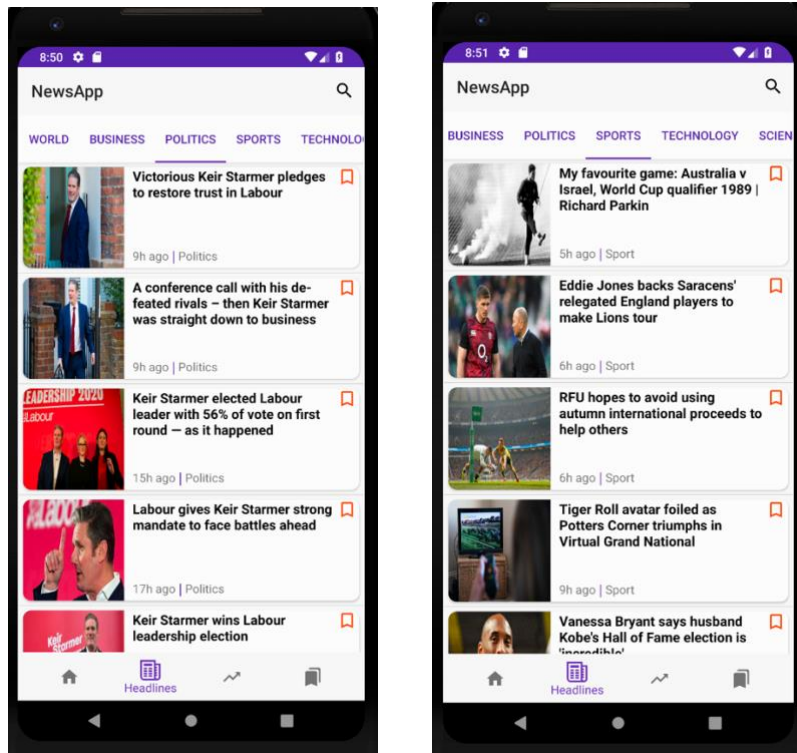 8:50
NewsApp
WORLD BUSINESS POLITICS SPORTS TECHNOLO
Victorious Keir Starmer pledges
to restore trust in Labour
9h ago | Politics
A conference call with his de-
feated rivals – then Keir Starmer
was straight down to business
9h ago | Politics
EADERSHIP 2020
Labour
Keir Starmer elected Labour
leader with 56% of vote on first
round — as it happened
15h ago | Politics
Labour gives Keir Starmer strong
mandate to face battles ahead
17h ago | Politics
Keir
Starmer
Keir Starmer wins Labour
leadership election
Headlines
8:51
NewsApp
BUSINESS POLITICS SPORTS TECHNOLOGY SCIEN
My favourite game: Australia v
Israel, World Cup qualifier 1989 |
Richard Parkin
5h ago | Sport
O2
Eddie Jones backs Saracens'
relegated England players to
make Lions tour
6h ago | Sport
RFU hopes to avoid using
autumn international proceeds to
help others
6h ago | Sport
Tiger Roll avatar foiled as
Potters Corner triumphs in
Virtual Grand National
9h ago | Sport
Vanessa Bryant says husband
Kobe's Hall of Fame election is
'incredible'
Headlines